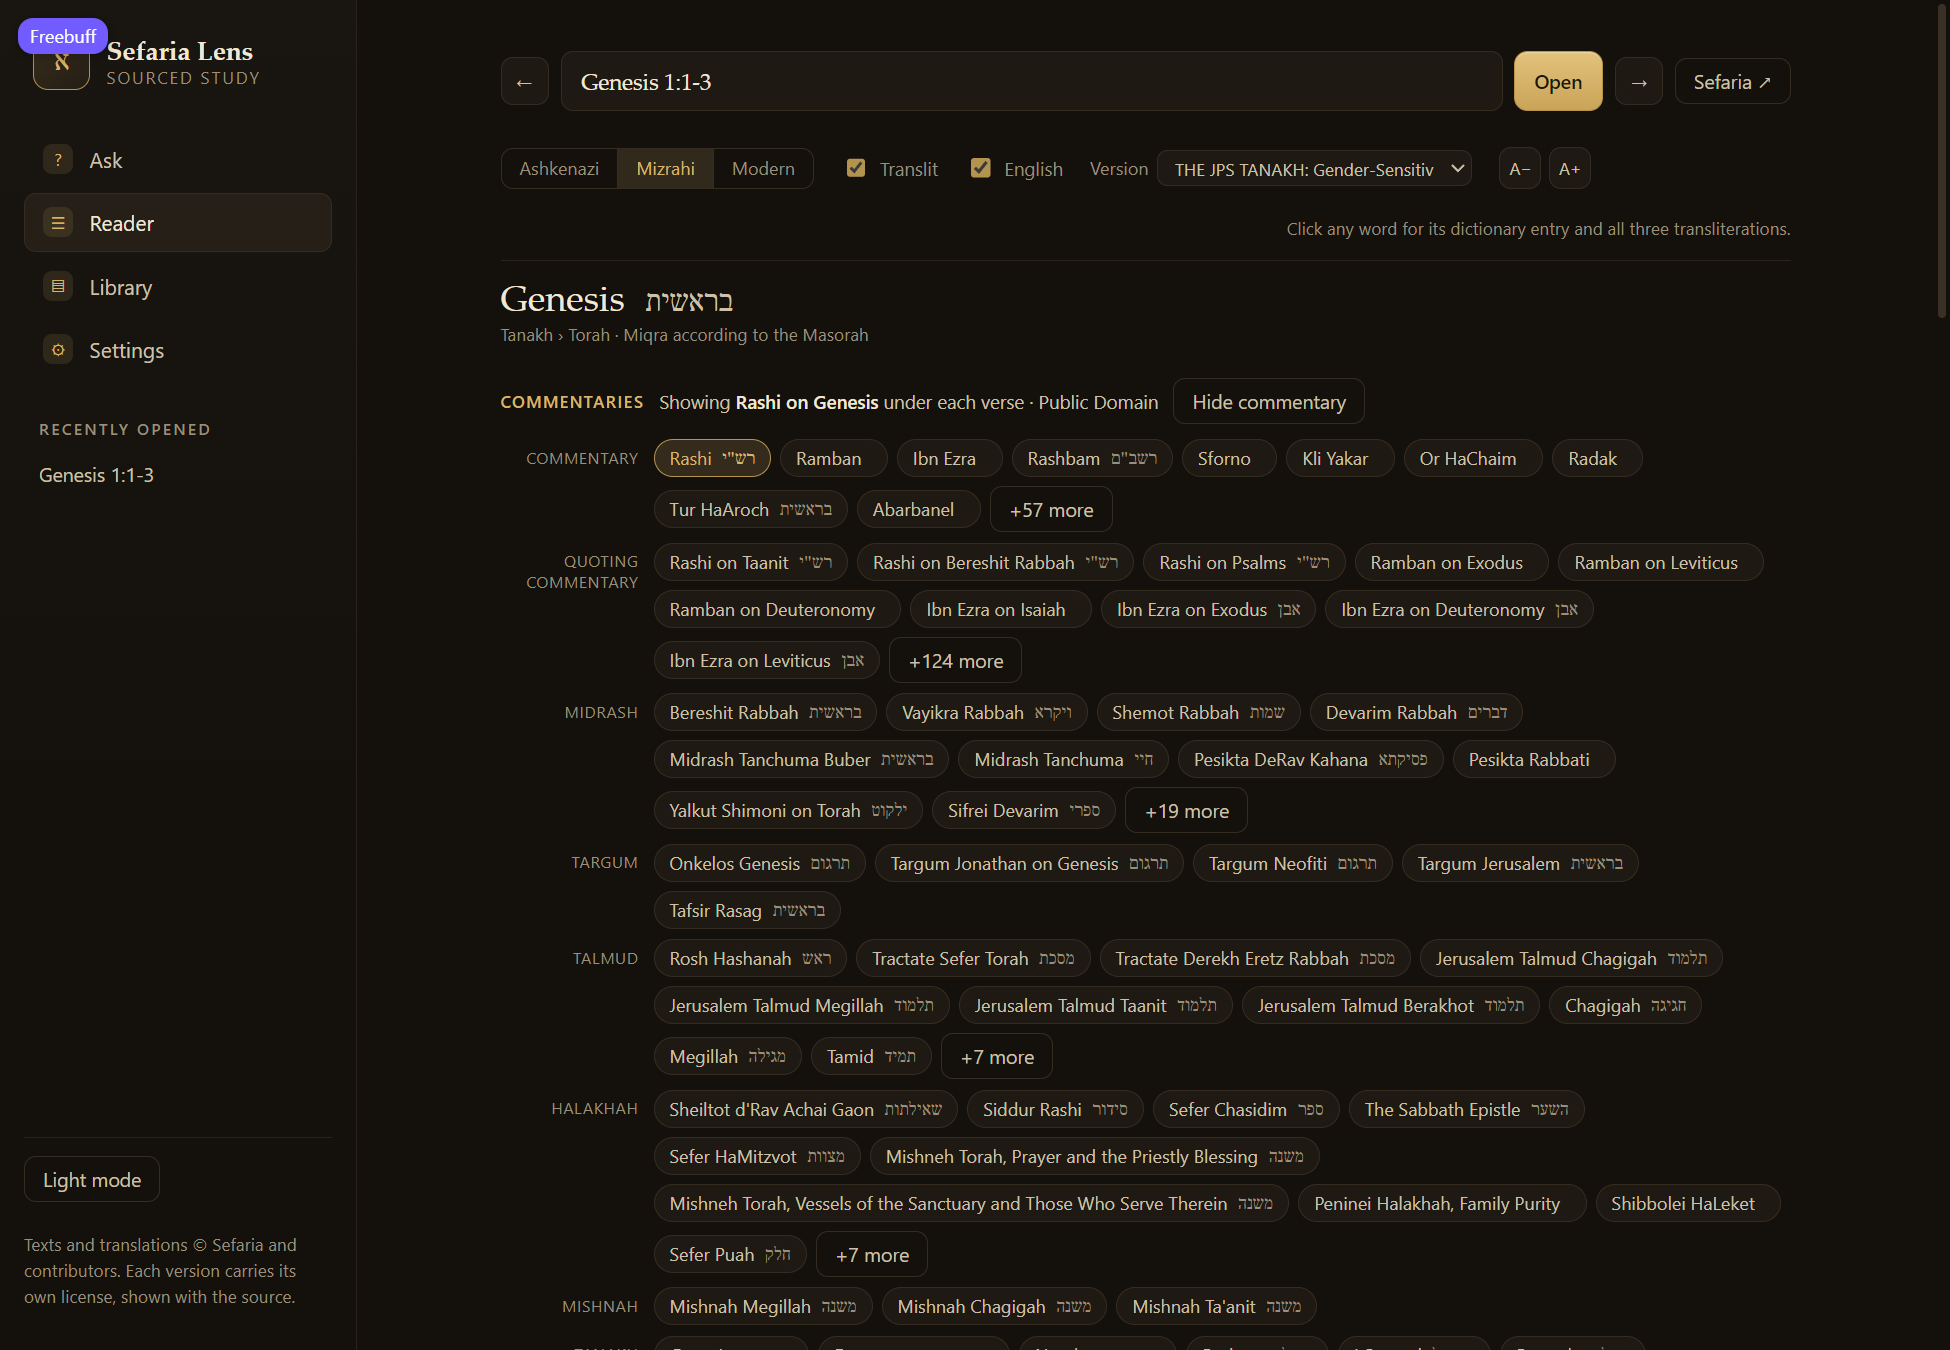 Freebuff
א
Sefaria Lens
SOURCED STUDY
? Ask
Reader
Library
Settings
RECENTLY OPENED
Genesis 1:1-3
Light mode
Texts and translations © Sefaria and
contributors. Each version carries its
own license, shown with the source.
← Genesis 1:1-3 Open → Sefaria ↗
Ashkenazi Mizrahi Modern Translit English Version THE JPS TANAKH: Gender-Sensitiv A− A+
Click any word for its dictionary entry and all three transliterations.
Genesis בראשית
Tanakh › Torah · Miqra according to the Masorah
COMMENTARIES Showing Rashi on Genesis under each verse · Public Domain Hide commentary
COMMENTARY Rashi רש"י Ramban Ibn Ezra Rashbam רשב"ם Sforno Kli Yakar Or HaChaim Radak
Tur HaAroch בראשית Abarbanel +57 more
QUOTING COMMENTARY Rashi on Taanit רש"י Rashi on Bereshit Rabbah רש"י Rashi on Psalms רש"י Ramban on Exodus Ramban on Leviticus
Ramban on Deuteronomy Ibn Ezra on Isaiah Ibn Ezra on Exodus אבן Ibn Ezra on Deuteronomy אבן
Ibn Ezra on Leviticus אבן +124 more
MIDRASH Bereshit Rabbah בראשית Vayikra Rabbah ויקרא Shemot Rabbah שמות Devarim Rabbah דברים
Midrash Tanchuma Buber בראשית Midrash Tanchuma חיי Pesikta DeRav Kahana פסיקתא Pesikta Rabbati
Yalkut Shimoni on Torah ילקוט Sifrei Devarim ספרי +19 more
TARGUM Onkelos Genesis תרגום Targum Jonathan on Genesis תרגום Targum Neofiti תרגום Targum Jerusalem בראשית
Tafsir Rasag בראשית
TALMUD Rosh Hashanah ראש Tractate Sefer Torah מסכת Tractate Derekh Eretz Rabbah מסכת Jerusalem Talmud Chagigah תלמוד
Jerusalem Talmud Megillah תלמוד Jerusalem Talmud Taanit תלמוד Jerusalem Talmud Berakhot תלמוד Chagigah חגיגה
Megillah מגילה Tamid תמיד +7 more
HALAKHAH Sheiltot d'Rav Achai Gaon שאילתות Siddur Rashi סידור Sefer Chasidim ספר The Sabbath Epistle השער
Sefer HaMitzvot מצוות Mishneh Torah, Prayer and the Priestly Blessing משנה
Mishneh Torah, Vessels of the Sanctuary and Those Who Serve Therein משנה Peninei Halakhah, Family Purity Shibbolei HaLeket
Sefer Puah חלק +7 more
MISHNAH Mishnah Megillah משנה Mishnah Chagigah משנה Mishnah Ta'anit משנה